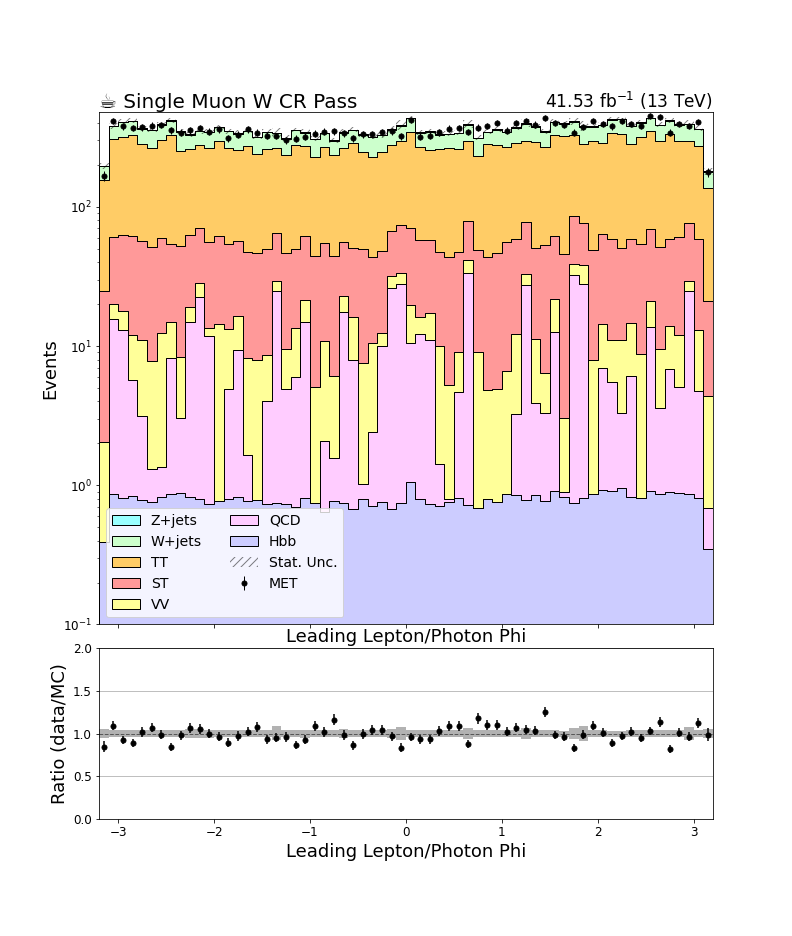 ☕ Single Muon W CR Pass 41.53 fb⁻¹ (13 TeV)
Events
10²
10¹
10⁰
10⁻¹
Z+jets QCD
W+jets Hbb
TT Stat. Unc.
ST MET
VV
Leading Lepton/Photon Phi
Ratio (data/MC)
2.0
1.5
1.0
0.5
0.0
−3 −2 −1 0 1 2 3
Leading Lepton/Photon Phi